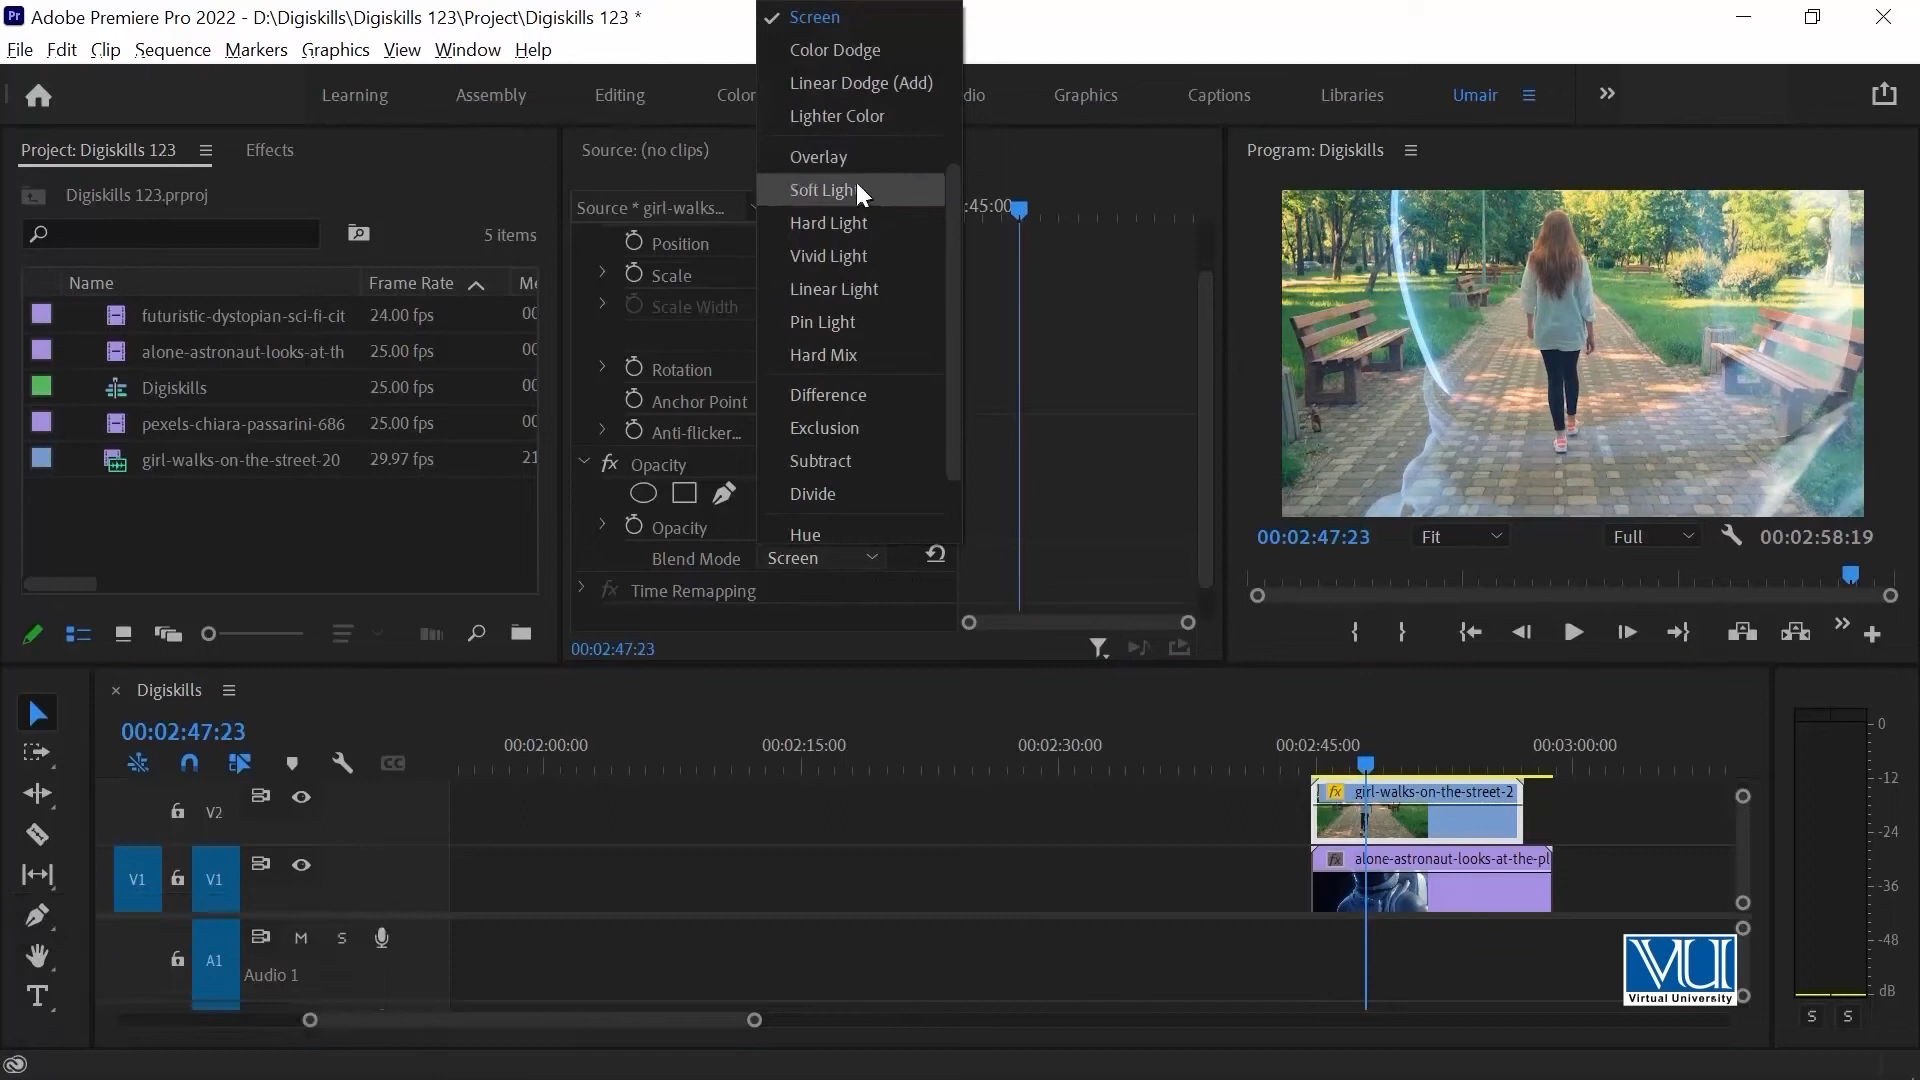 Adobe Premiere Pro 2022 - D:\Digiskills\Digiskills 123\Project\Digiskills 123 *
File Edit Clip Sequence Markers Graphics View Window Help
Learning Assembly Editing Color dio Graphics Captions Libraries Umair
Screen
Color Dodge
Linear Dodge (Add)
Lighter Color
Overlay
Soft Light
Hard Light
Vivid Light
Linear Light
Pin Light
Hard Mix
Difference
Exclusion
Subtract
Divide
Hue
Project: Digiskills 123 Effects
Digiskills 123.prproj
5 items
Name Frame Rate Me
futuristic-dystopian-sci-fi-cit 24.00 fps 00
alone-astronaut-looks-at-th 25.00 fps 00
Digiskills 25.00 fps 00
pexels-chiara-passarini-686 25.00 fps 00
girl-walks-on-the-street-20 29.97 fps 21
Source: (no clips)
Source * girl-walks... :45:00
Position
Scale
Scale Width
Rotation
Anchor Point
Anti-flicker...
fx Opacity
Opacity
Blend Mode Screen
fx Time Remapping
00:02:47:23
Program: Digiskills
00:02:47:23 Fit Full 00:02:58:19
Digiskills
00:02:47:23
00:02:00:00 00:02:15:00 00:02:30:00 00:02:45:00 00:03:00:00
V2
fx girl-walks-on-the-street-2
V1 V1
fx alone-astronaut-looks-at-the-pl
A1 M S
Audio 1
0
-12
-24
-36
-48
dB
S S
VU
Virtual University